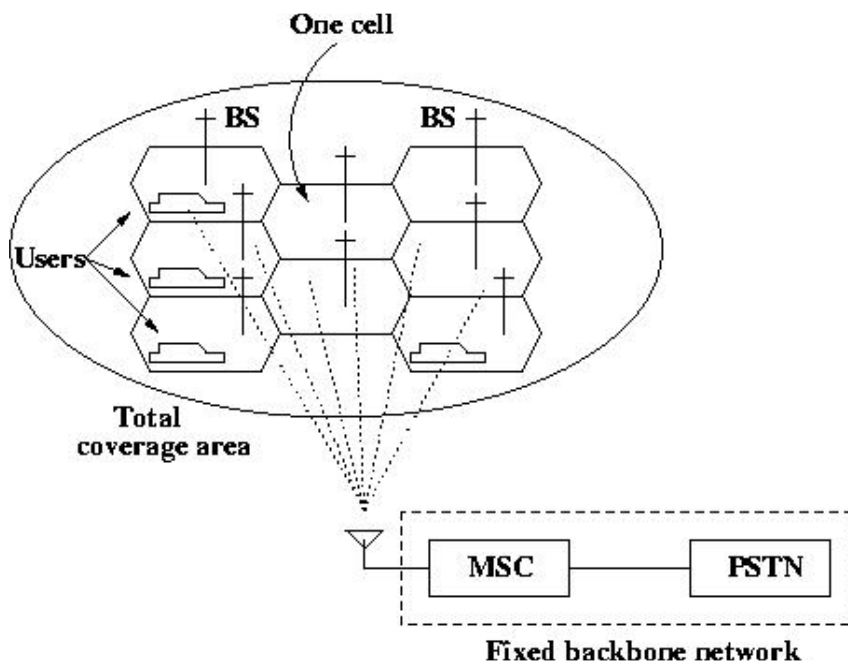 One cell
BS
BS
Users
Total
coverage area
MSC
PSTN
Fixed backbone network